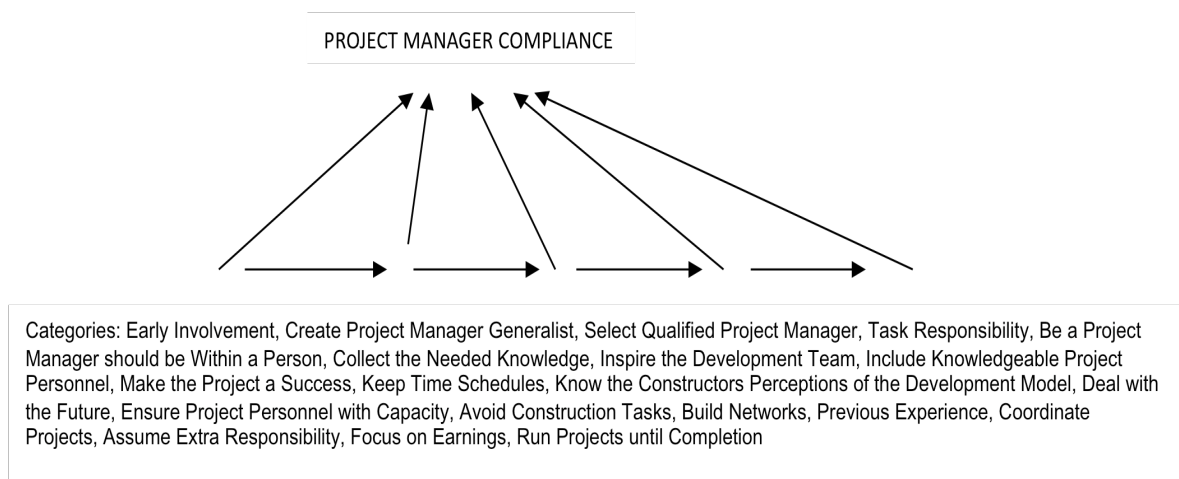 PROJECT MANAGER COMPLIANCE
Categories: Early Involvement, Create Project Manager Generalist, Select Qualified Project Manager, Task Responsibility, Be a Project
Manager should be Within a Person, Collect the Needed Knowledge, Inspire the Development Team, Include Knowledgeable Project
Personnel, Make the Project a Success, Keep Time Schedules, Know the Constructors Perceptions of the Development Model, Deal with
the Future, Ensure Project Personnel with Capacity, Avoid Construction Tasks, Build Networks, Previous Experience, Coordinate
Projects, Assume Extra Responsibility, Focus on Earnings, Run Projects until Completion